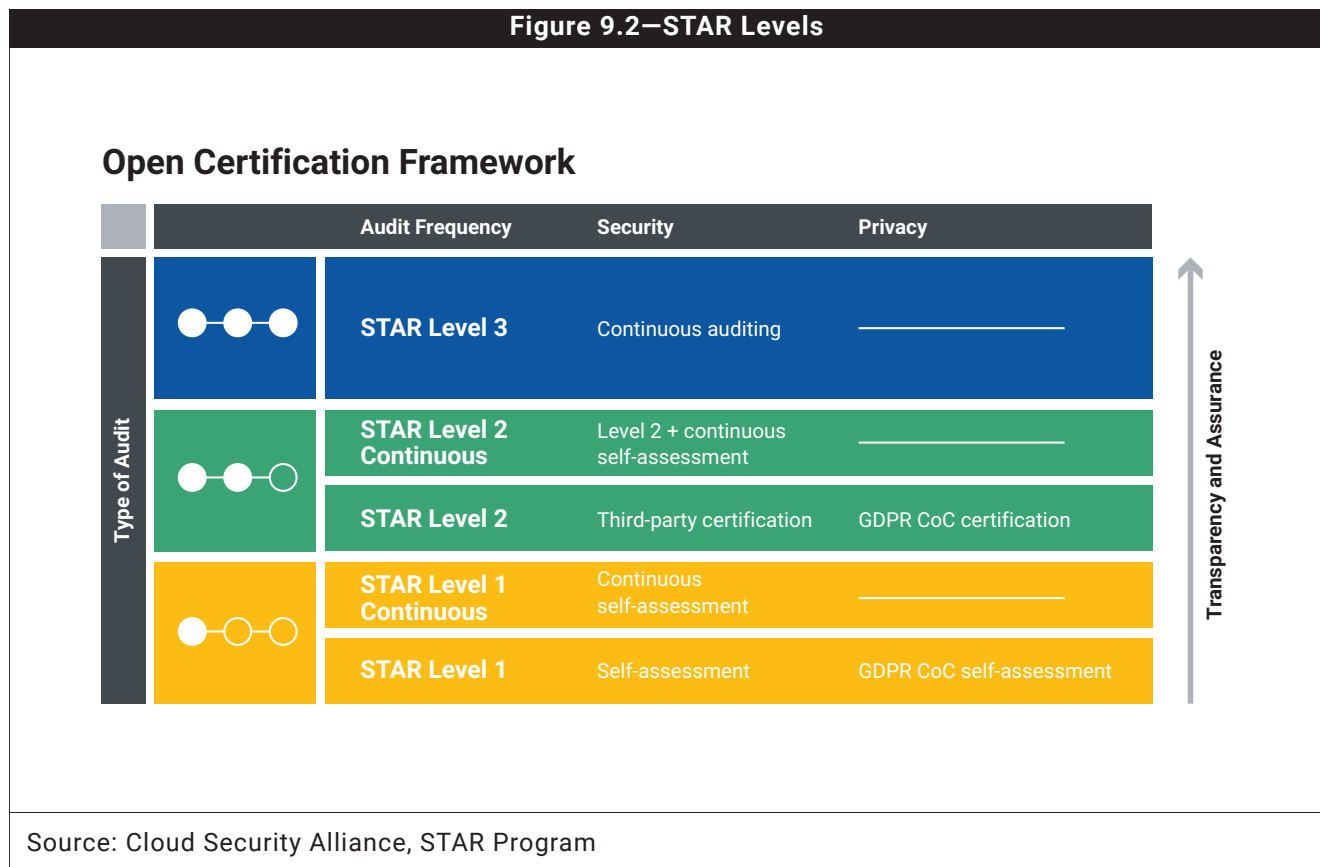 Figure 9.2—STAR Levels
Open Certification Framework
Audit Frequency Security Privacy
Type of Audit
STAR Level 3 Continuous auditing
STAR Level 2
Continuous
Level 2 + continuous
self-assessment
STAR Level 2 Third-party certification GDPR CoC certification
STAR Level 1
Continuous
Continuous
self-assessment
STAR Level 1 Self-assessment GDPR CoC self-assessment
Transparency and Assurance
Source: Cloud Security Alliance, STAR Program